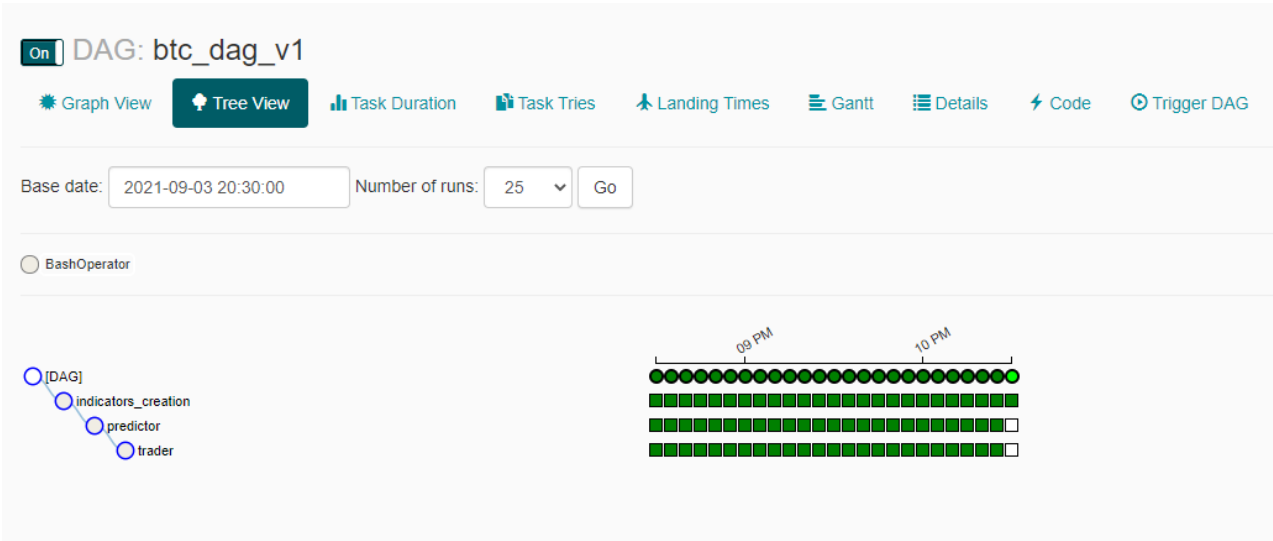 On DAG: btc_dag_v1
Graph View Tree View Task Duration Task Tries Landing Times Gantt Details Code Trigger DAG
Base date: 2021-09-03 20:30:00 Number of runs: 25 Go
BashOperator
09 PM 10 PM
[DAG]
indicators_creation
predictor
trader